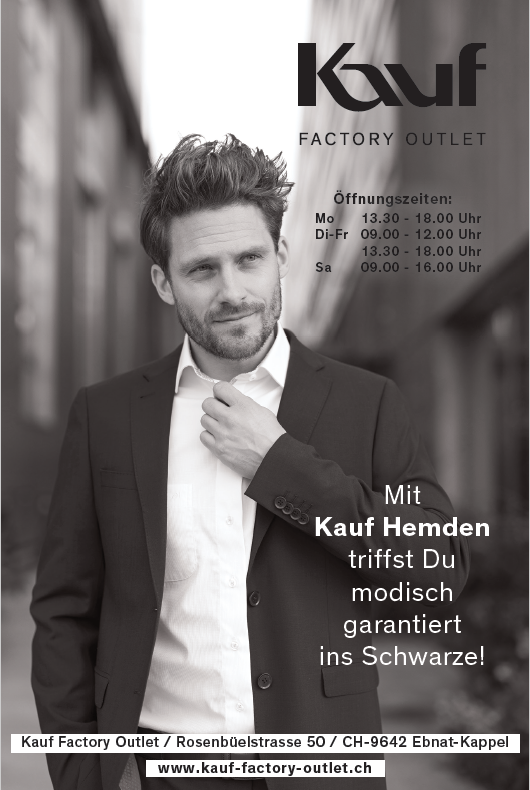 Kauf
FACTORY OUTLET
Öffnungszeiten:
Mo 13.30 - 18.00 Uhr
Di-Fr 09.00 - 12.00 Uhr
13.30 - 18.00 Uhr
Sa 09.00 - 16.00 Uhr
Mit
Kauf Hemden
triffst Du
modisch
garantiert
ins Schwarze!
Kauf Factory Outlet / Rosenbüelstrasse 50 / CH-9642 Ebnat-Kappel
www.kauf-factory-outlet.ch